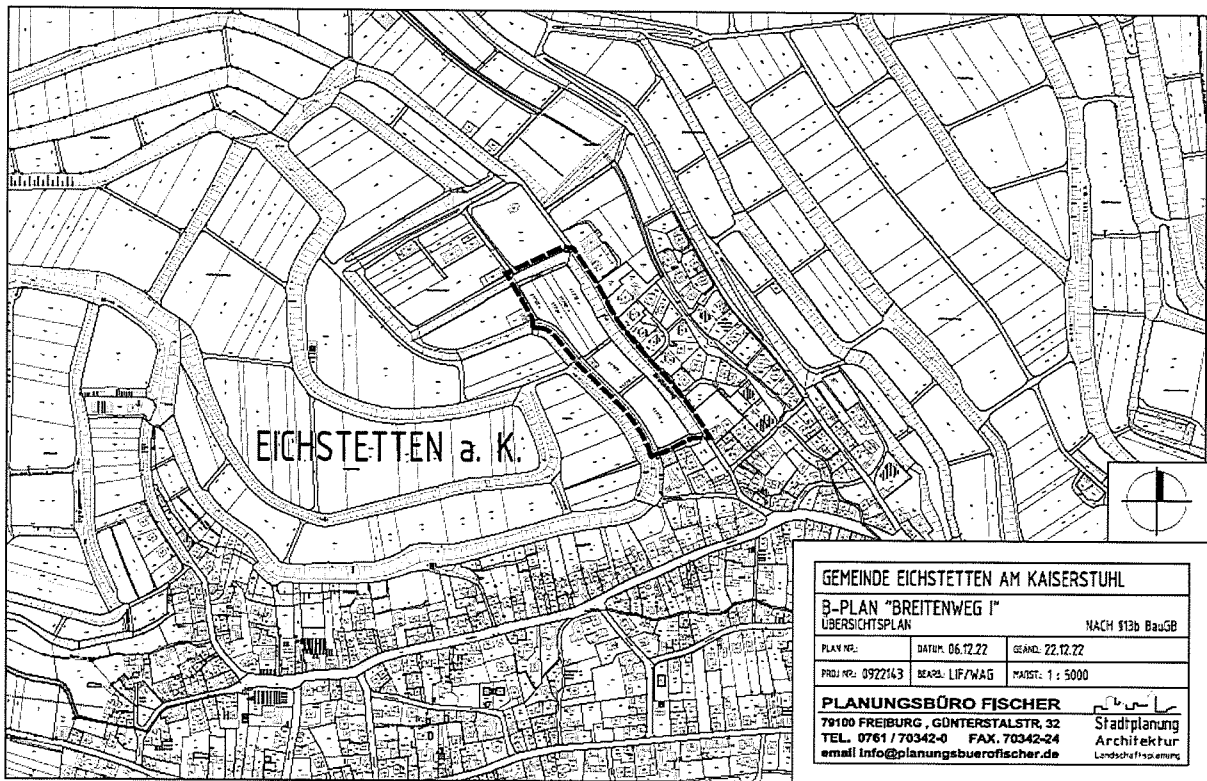 EICHSTETTEN a. K.
GEMEINDE EICHSTETTEN AM KAISERSTUHL
B-PLAN "BREITENWEG I"
ÜBERSICHTSPLAN NACH §13b BauGB
PLAN NR.: DATUM: 06.12.22 GEÄND.: 22.12.22
PROJ.NR.: 0922143 BEARB.: LIF/WAG MAßST.: 1 : 5000
PLANUNGSBÜRO FISCHER
79100 FREIBURG , GÜNTERSTALSTR. 32
TEL. 0761 / 70342-0 FAX. 70342-24
email info@planungsbuerofischer.de
Stadtplanung
Architektur
Landschaftsplanung